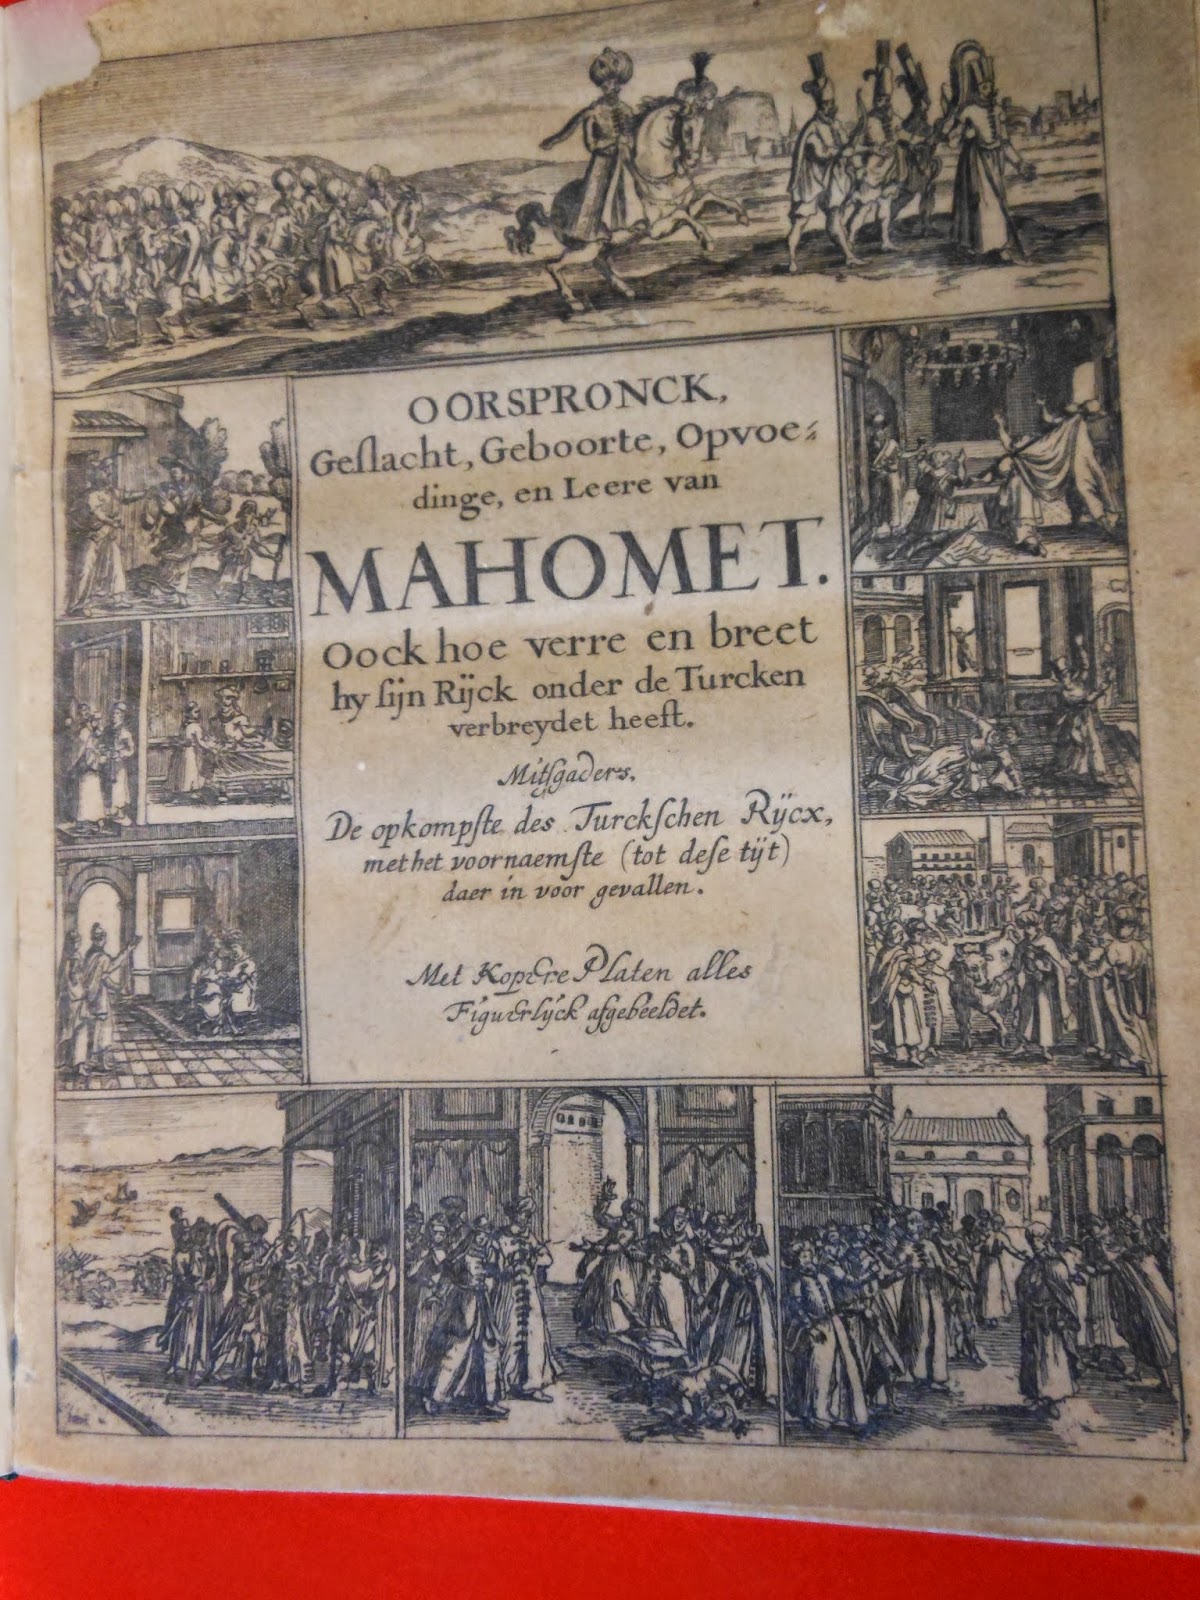 OORSPRONCK,
Geſlacht, Geboorte, Opvoe⸗
dinge, en Leere van
MAHOMET.
Oock hoe verre en breet
hy ſijn Rijck onder de Turcken
verbreydet heeft.
Mitſgaders,
De opkompſte des Turckſchen Rÿcx,
met het voornaemſte (tot deſe tijt)
daer in voor gevallen.
Met Kopere Platen alles
Figuerlÿck afgebeeldet.